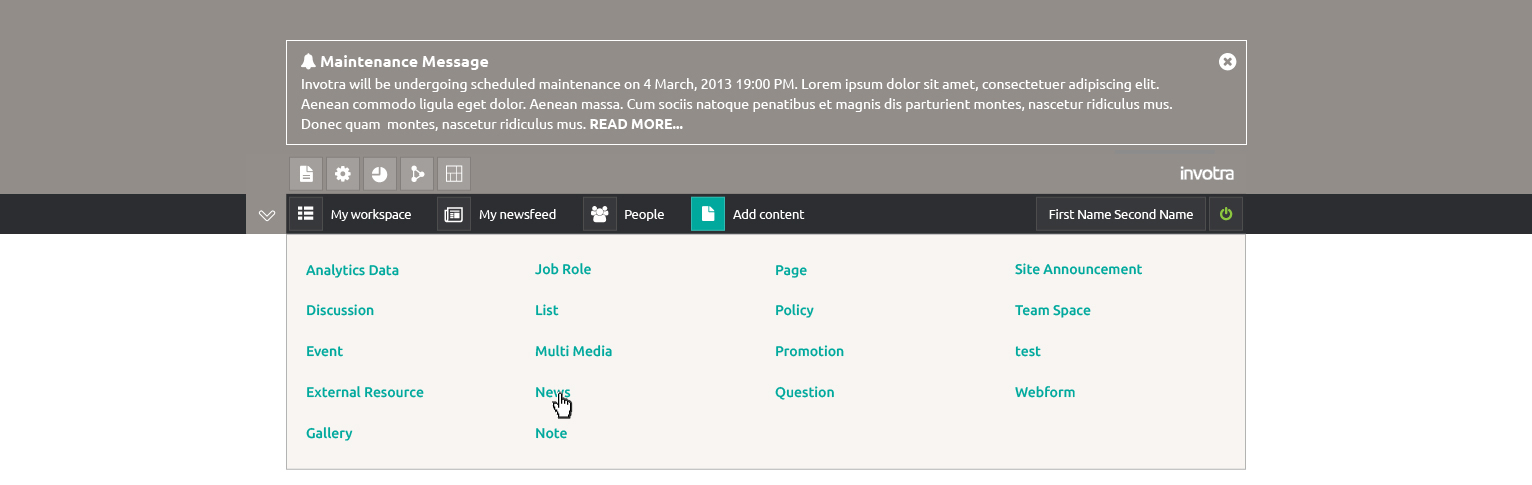 Maintenance Message
Invotra will be undergoing scheduled maintenance on 4 March, 2013 19:00 PM. Lorem ipsum dolor sit amet, consectetuer adipiscing elit.
Aenean commodo ligula eget dolor. Aenean massa. Cum sociis natoque penatibus et magnis dis parturient montes, nascetur ridiculus mus.
Donec quam  montes, nascetur ridiculus mus. READ MORE...
invotra
My workspace My newsfeed People Add content First Name Second Name
Analytics Data Job Role Page Site Announcement
Discussion List Policy Team Space
Event Multi Media Promotion test
External Resource News Question Webform
Gallery Note